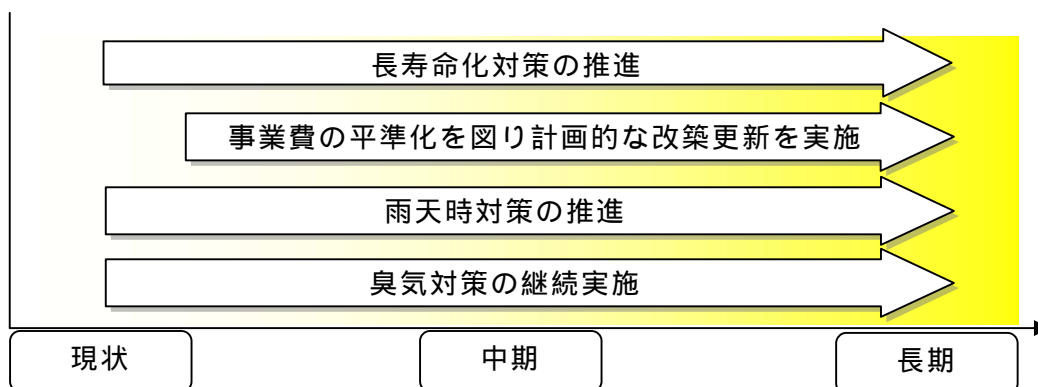 長寿命化対策の推進
事業費の平準化を図り計画的な改築更新を実施
雨天時対策の推進
臭気対策の継続実施
現状
中期
長期